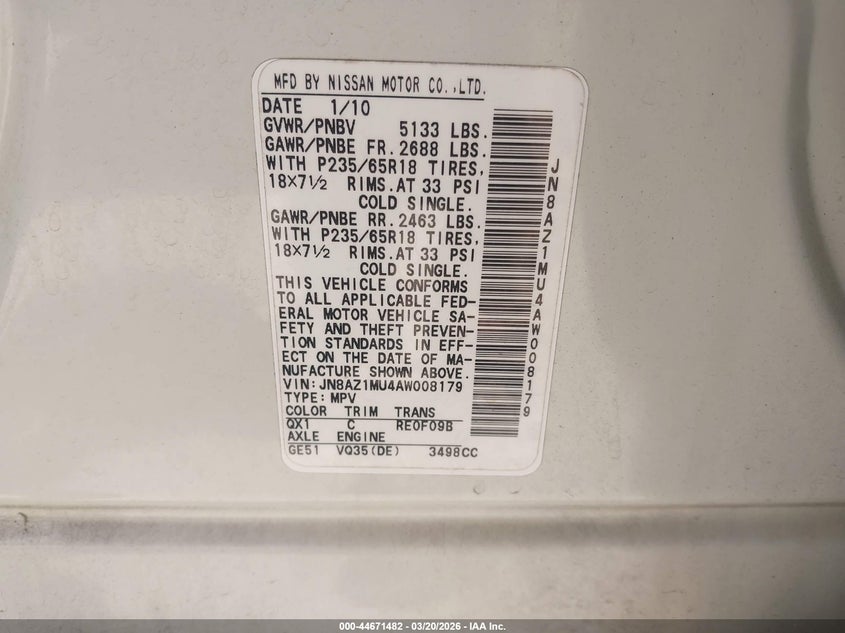 MFD BY NISSAN MOTOR CO.,LTD.
DATE 1/10
GVWR/PNBV 5133 LBS.
GAWR/PNBE FR. 2688 LBS.
WITH P235/65R18 TIRES,
18×7½ RIMS. AT 33 PSI
COLD SINGLE.
GAWR/PNBE RR. 2463 LBS.
WITH P235/65R18 TIRES,
18×7½ RIMS. AT 33 PSI
COLD SINGLE.
THIS VEHICLE CONFORMS
TO ALL APPLICABLE FED-
ERAL MOTOR VEHICLE SA-
FETY AND THEFT PREVEN-
TION STANDARDS IN EFF-
ECT ON THE DATE OF MA-
NUFACTURE SHOWN ABOVE.
VIN:JN8AZ1MU4AW008179
TYPE:MPV
COLOR TRIM TRANS
QX1 C RE0F09B
AXLE ENGINE
GE51 VQ35(DE) 3498CC
JN8AZ1MU4AW008179
000-44671482 - 03/20/2026 - IAA Inc.